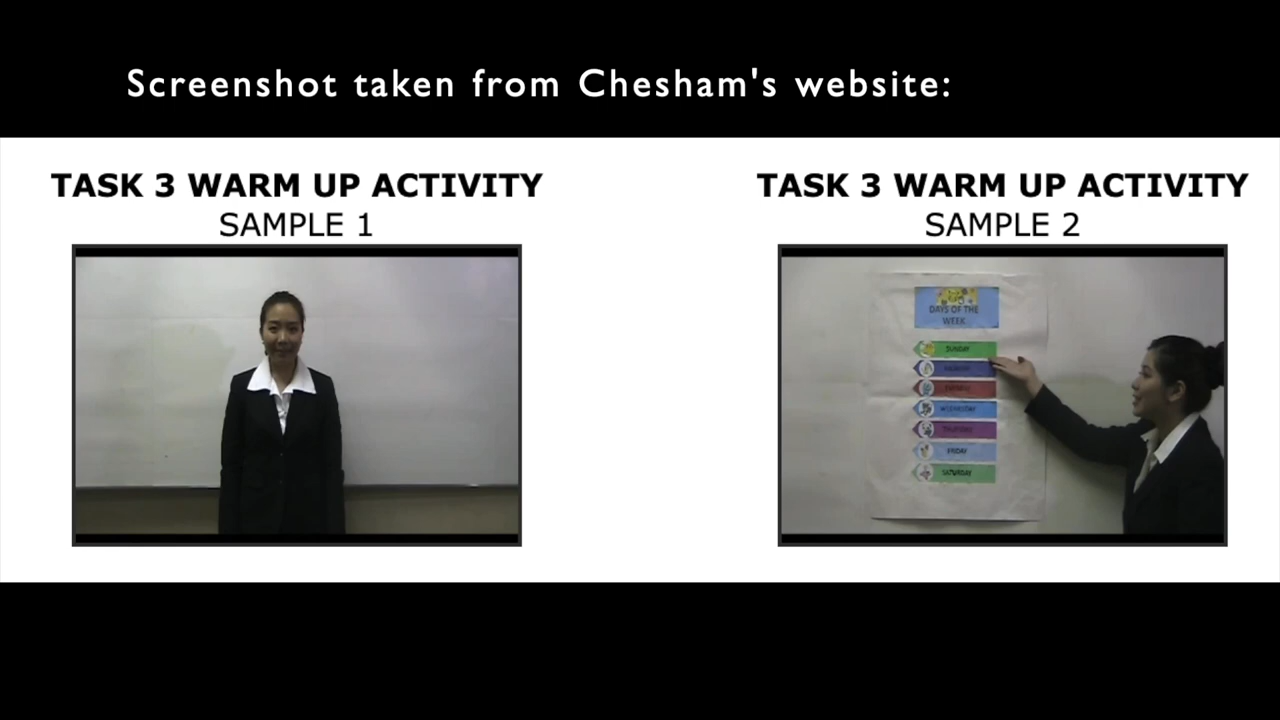 Screenshot taken from Chesham's website:
TASK 3 WARM UP ACTIVITY
SAMPLE 1
TASK 3 WARM UP ACTIVITY
SAMPLE 2
DAYS OF THE
WEEK
SUNDAY
MONDAY
TUESDAY
WEDNESDAY
THURSDAY
FRIDAY
SATURDAY